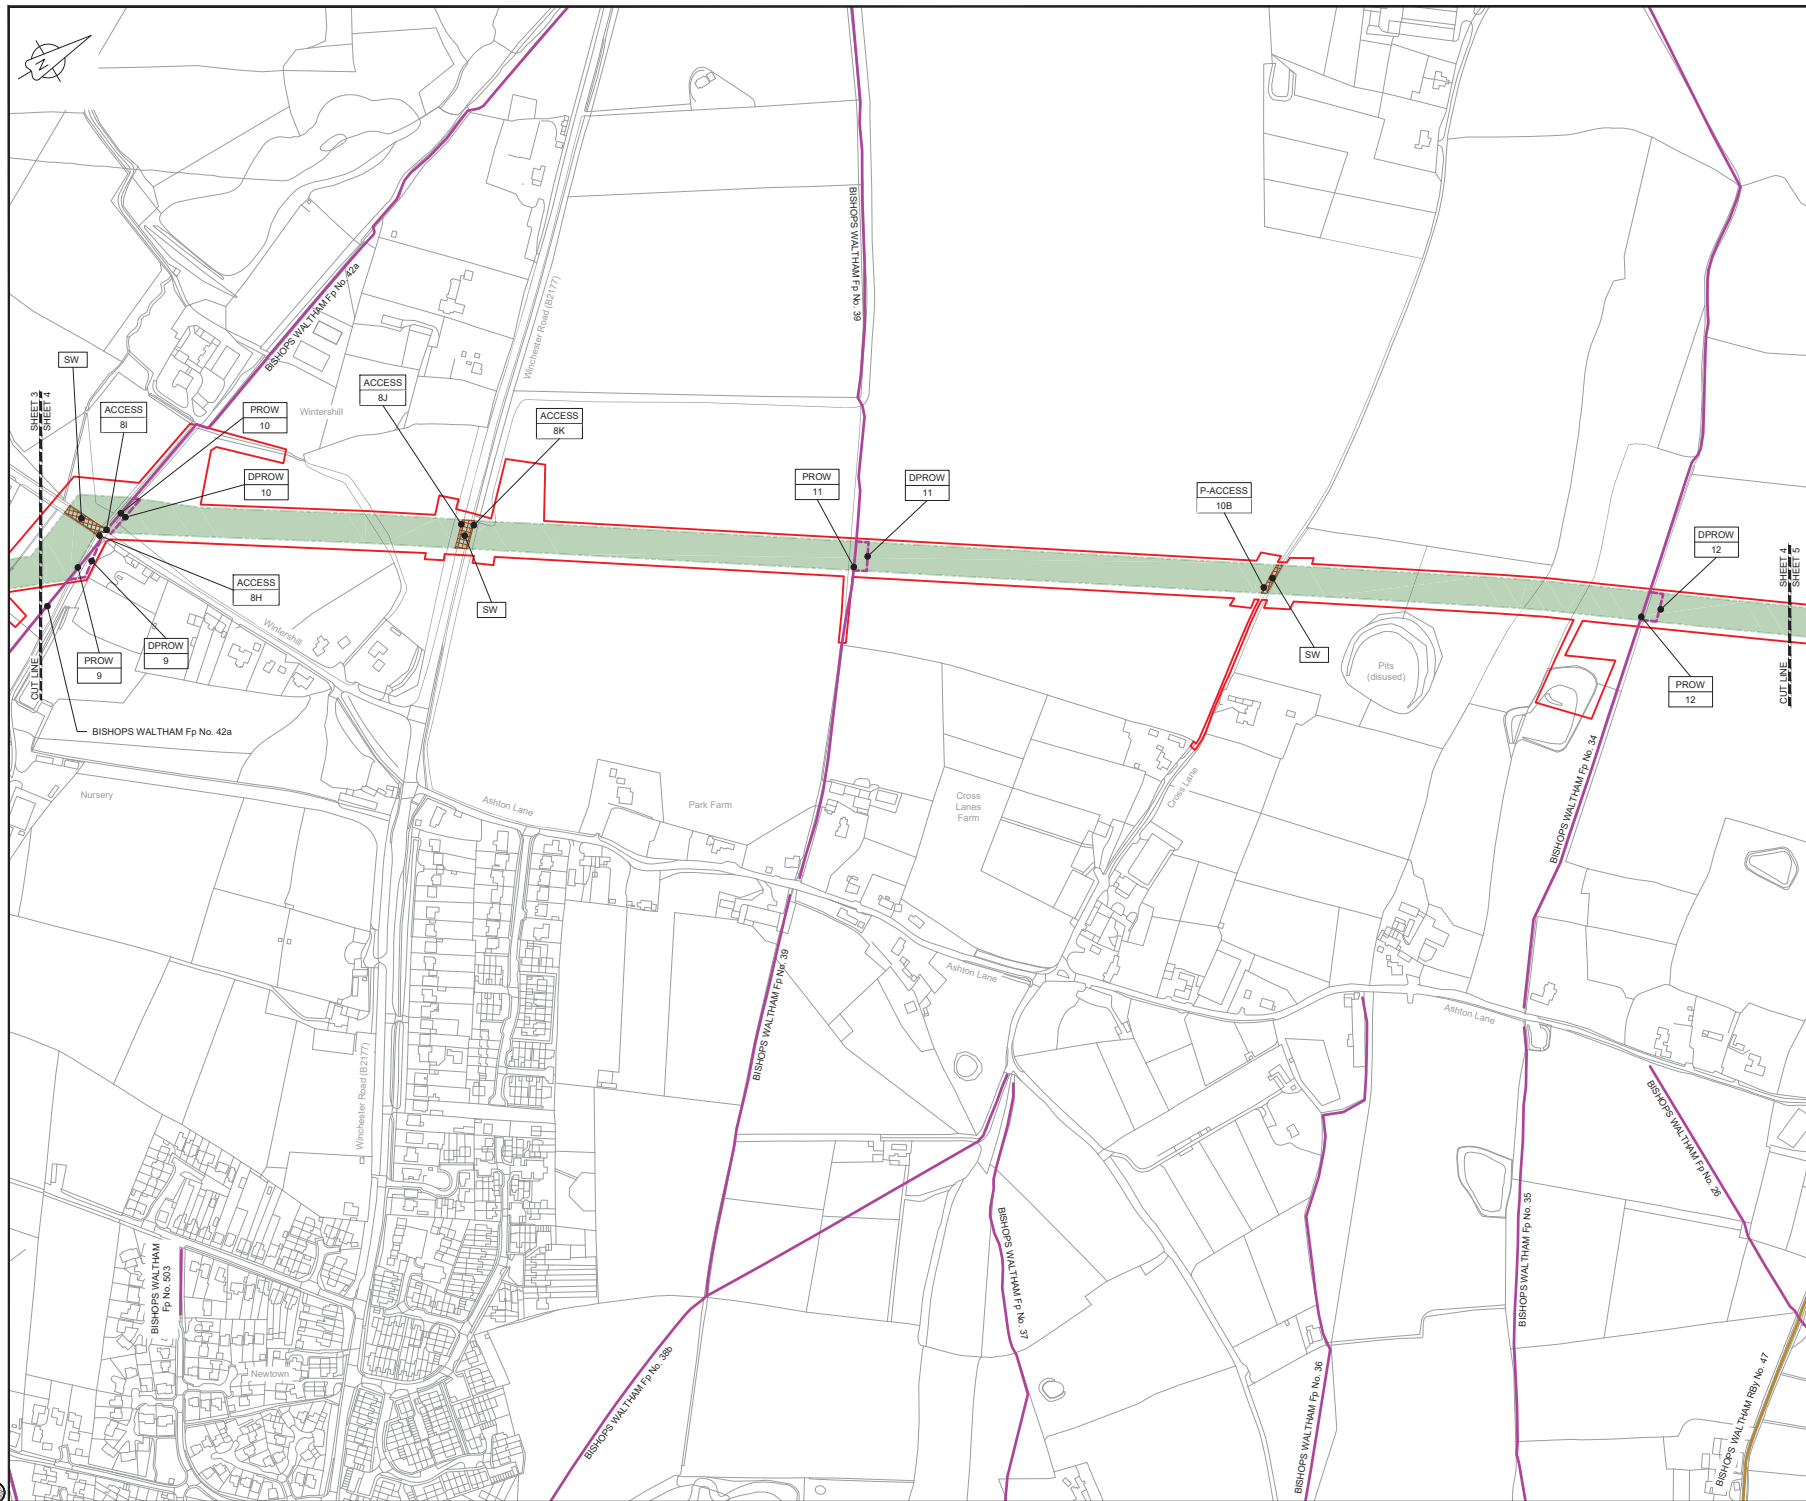 N
BISHOPS WALTHAM Fp No. 42a
Winchester Road (B2177)
BISHOPS WALTHAM Fp No. 39
SW
SHEET 3
SHEET 4
ACCESS
8I
PROW
10
Wintershill
ACCESS
8J
ACCESS
8K
DPROW
10
PROW
11
DPROW
11
P-ACCESS
10B
DPROW
12
SHEET 4
SHEET 5
ACCESS
8H
SW
Wintershill
DPROW
9
PROW
9
CUT LINE
SW
Pits
(disused)
PROW
12
CUT LINE
BISHOPS WALTHAM Fp No. 42a
BISHOPS WALTHAM Fp No. 34
Nursery
Ashton Lane
Park Farm
Cross
Lanes
Farm
Cross Lane
BISHOPS WALTHAM Fp No. 39
Ashton Lane
Ashton Lane
Winchester Road (B2177)
BISHOPS WALTHAM Fp No. 26
BISHOPS WALTHAM
Fp No. 503
BISHOPS WALTHAM Fp No. 37
BISHOPS WALTHAM Fp No. 35
Newtown
BISHOPS WALTHAM Fp No. 38b
BISHOPS WALTHAM Fp No. 36
BISHOPS WALTHAM RBy No. 47